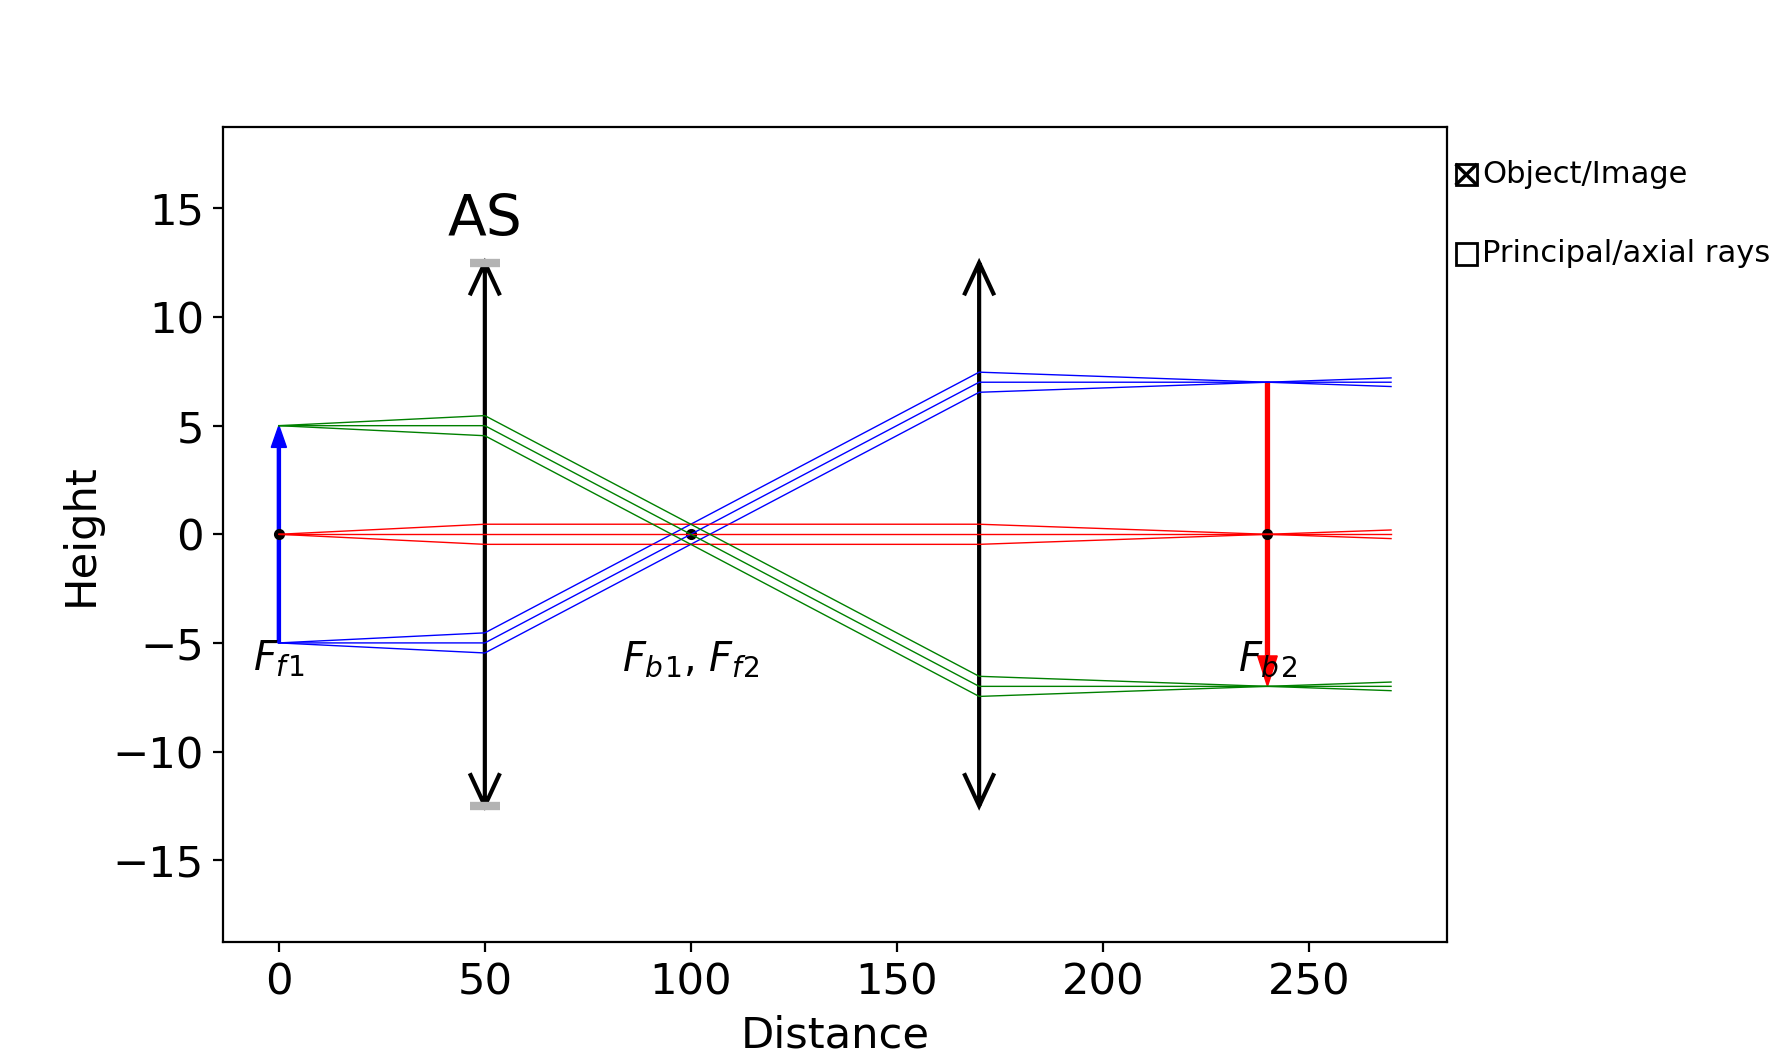 AS
Object/Image
Principal/axial rays
15
10
5
0
−5
−10
−15
Height
F_{f1}
F_{b1}, F_{f2}
F_{b2}
0 50 100 150 200 250
Distance